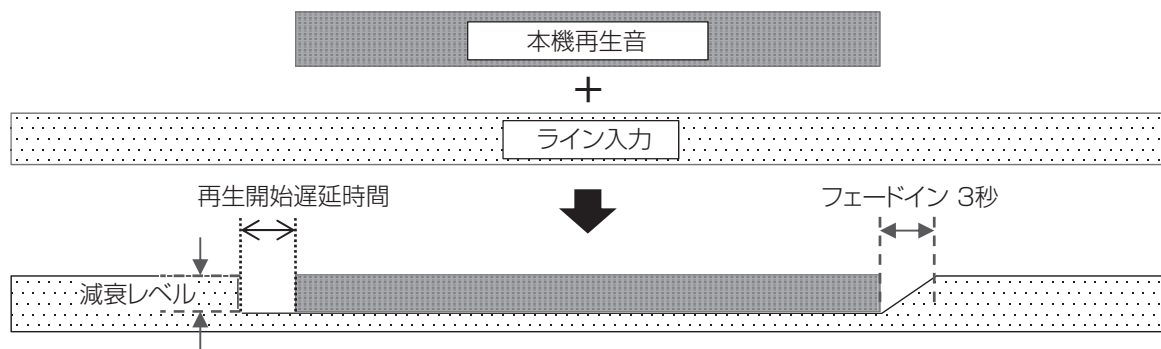 本機再生音
+
ライン入力
再生開始遅延時間
フェードイン 3秒
減衰レベル